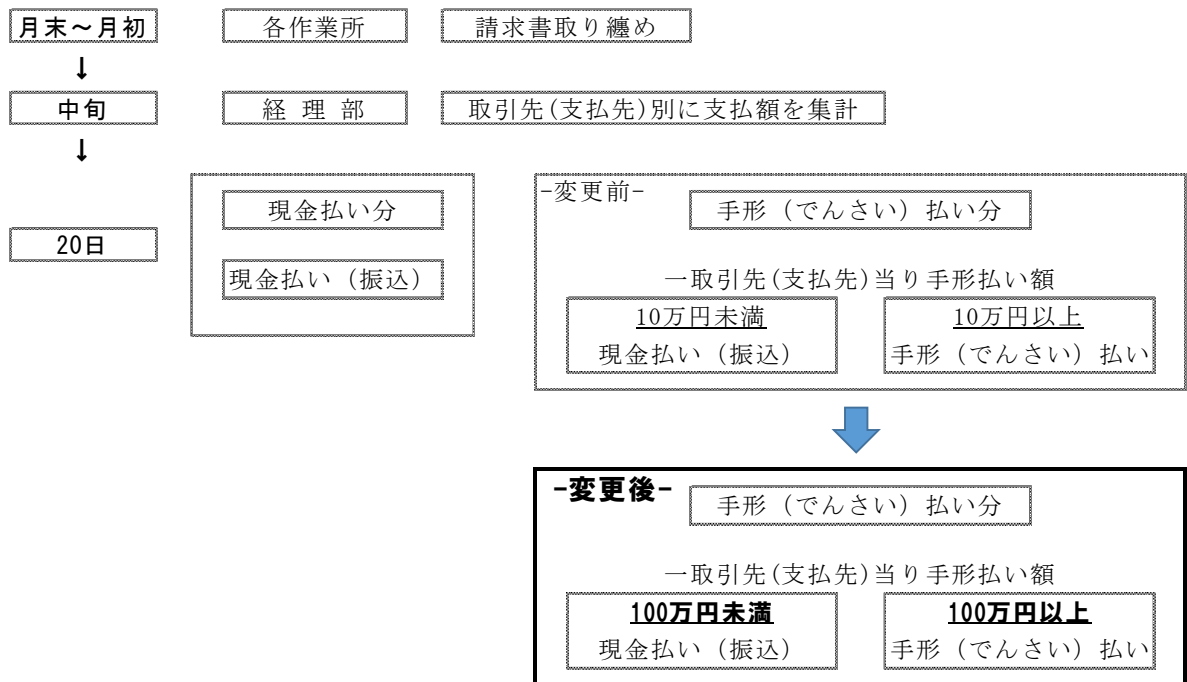 月末～月初 各作業所 請求書取り纏め
↓
中旬 経 理 部 取引先(支払先)別に支払額を集計
↓
20日
現金払い分
現金払い（振込）
-変更前-
手形（でんさい）払い分
一取引先(支払先)当り手形払い額
10万円未満 10万円以上
現金払い（振込） 手形（でんさい）払い
-変更後-
手形（でんさい）払い分
一取引先(支払先)当り手形払い額
100万円未満 100万円以上
現金払い（振込） 手形（でんさい）払い